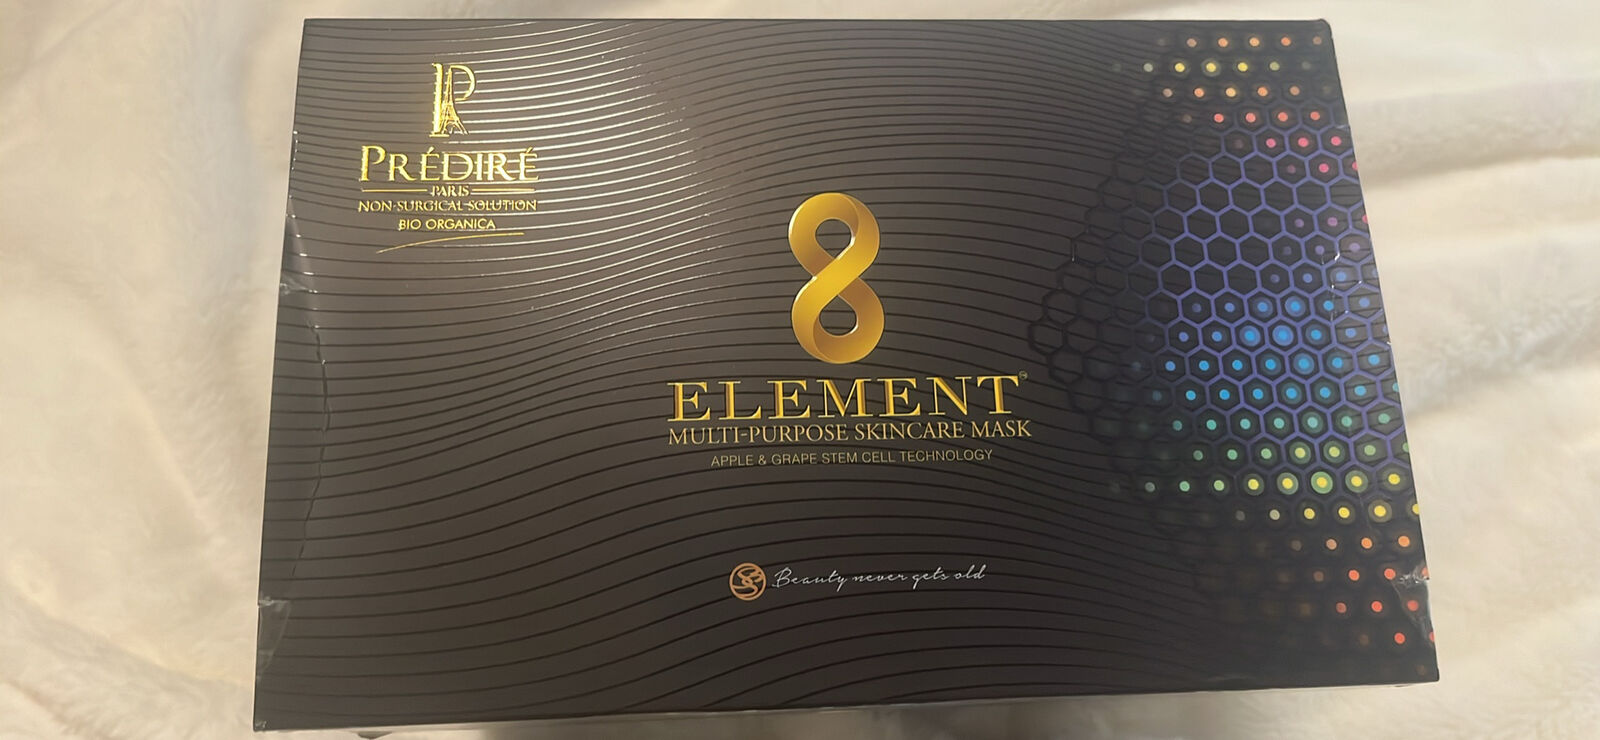 P
PRÉDIRÉ
PARIS
NON-SURGICAL SOLUTION
BIO ORGANICA
8
ELEMENT™
MULTI-PURPOSE SKINCARE MASK
APPLE & GRAPE STEM CELL TECHNOLOGY
Beauty never gets old